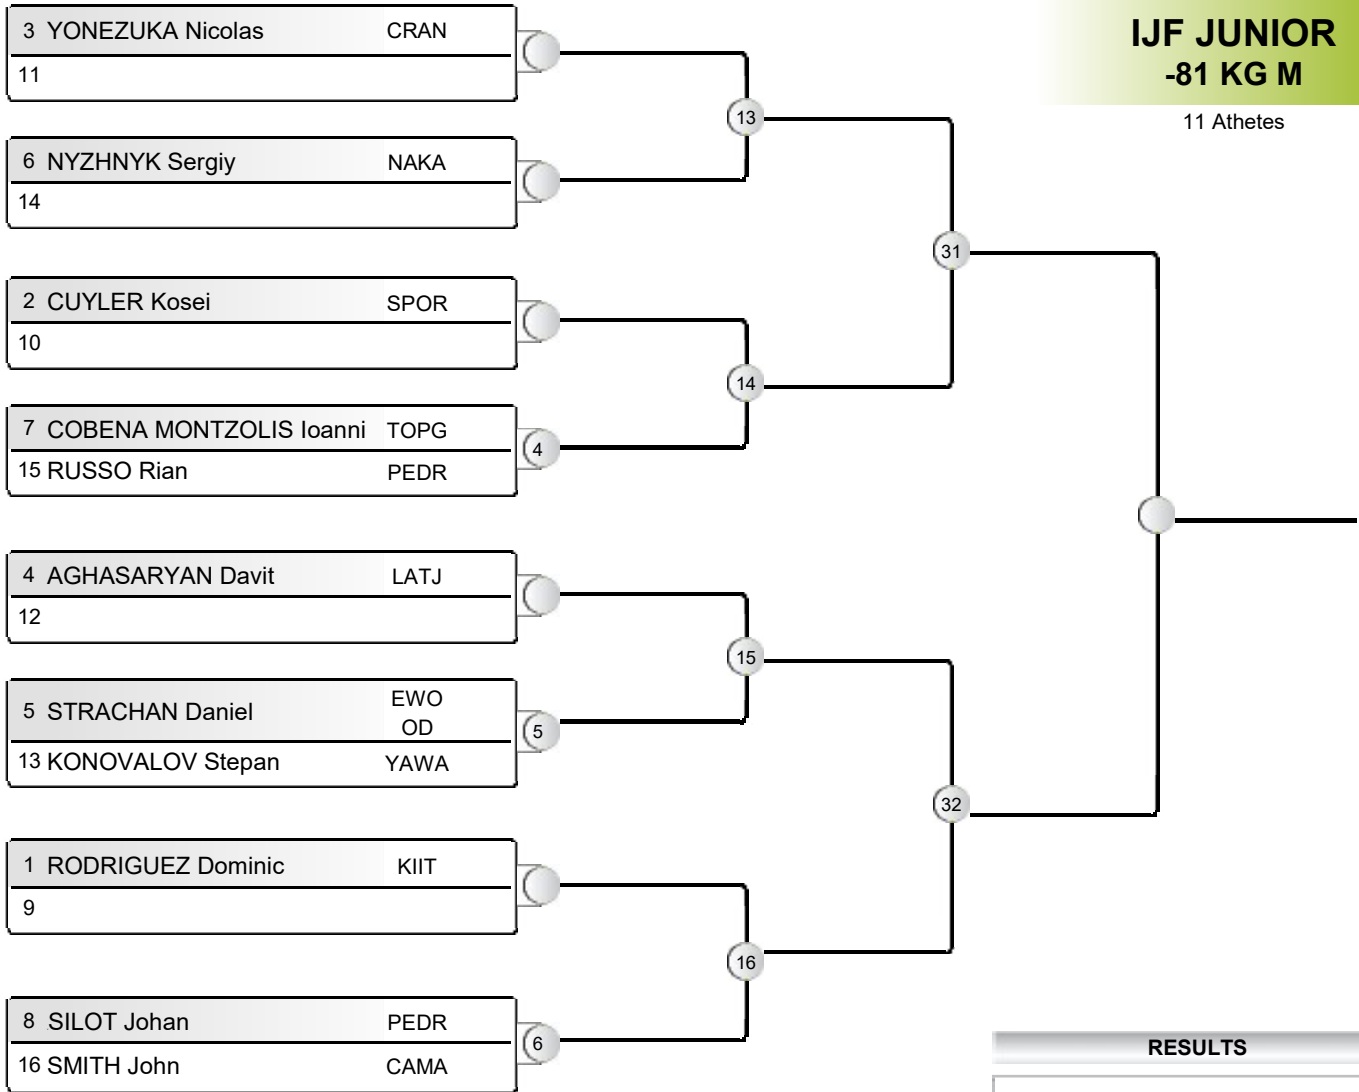 IJF JUNIOR
-81 KG M
11 Athetes
3 YONEZUKA Nicolas CRAN
11
13
6 NYZHNYK Sergiy NAKA
14
31
2 CUYLER Kosei SPOR
10
14
7 COBENA MONTZOLIS Ioanni TOPG
4
15 RUSSO Rian PEDR
4 AGHASARYAN Davit LATJ
12
15
5 STRACHAN Daniel EWO
OD
5
13 KONOVALOV Stepan YAWA
32
1 RODRIGUEZ Dominic KIIT
9
16
8 SILOT Johan PEDR
6
16 SMITH John CAMA
RESULTS